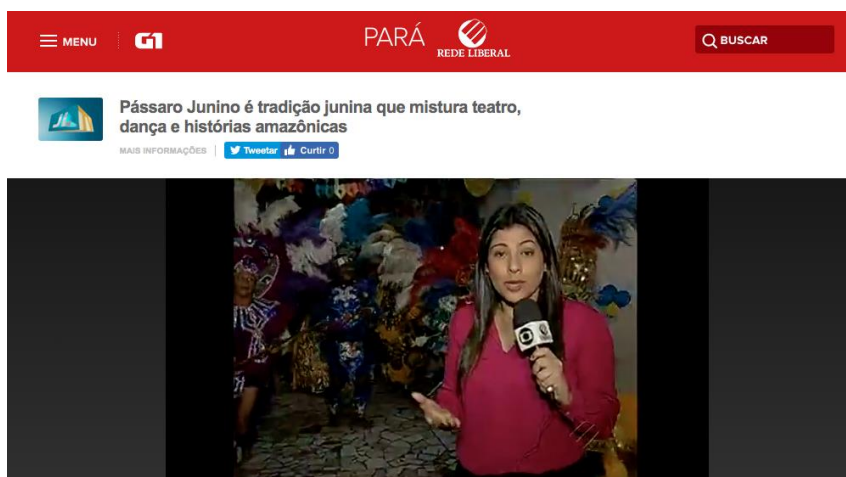 MENU
G1
PARÁ
REDE LIBERAL
BUSCAR
JL1
Pássaro Junino é tradição junina que mistura teatro,
dança e histórias amazônicas
MAIS INFORMAÇÕES
Tweetar
Curtir 0